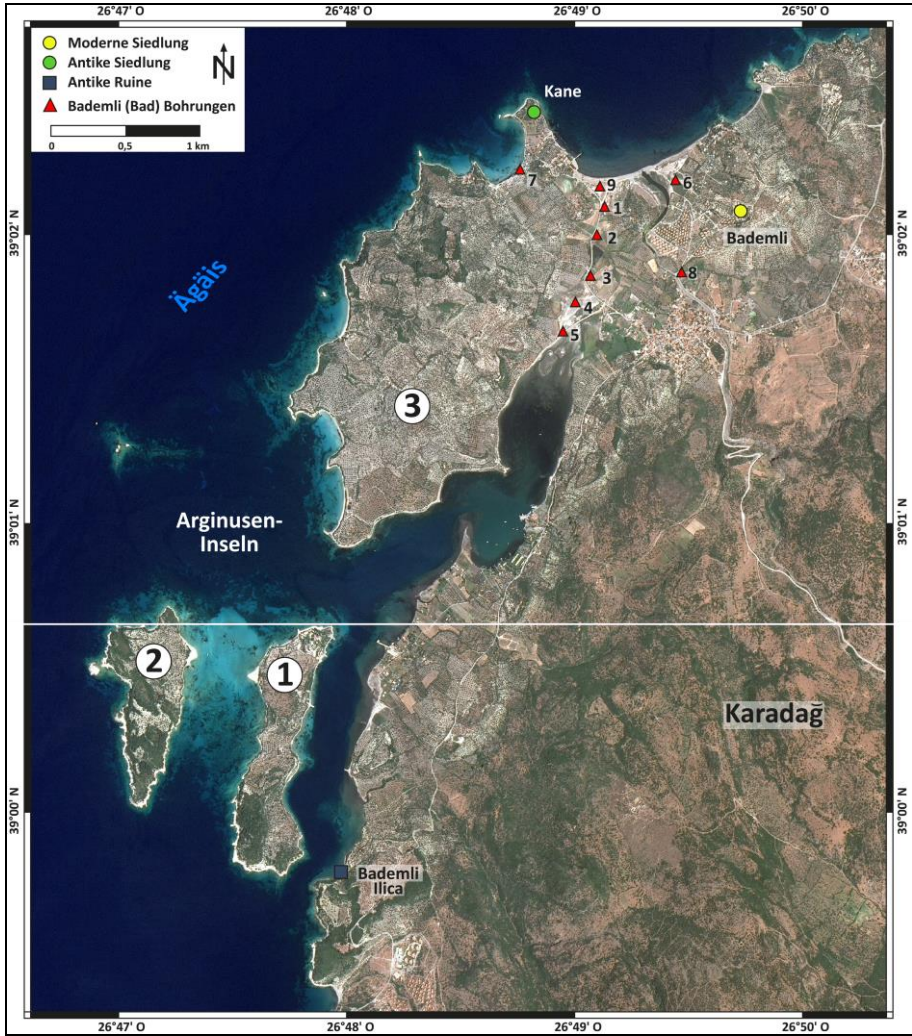 26°47' O 26°48' O 26°49' O 26°50' O
Moderne Siedlung
Antike Siedlung
Antike Ruine
Bademli (Bad) Bohrungen
N
0 0,5 1 km
Kane
7
9
6
1
2
Bademli
8
3
4
5
Ägäis
39°02' N
39°02' N
3
Arginusen-
Inseln
39°01' N
39°01' N
2
1
Karadağ
39°00' N
39°00' N
Bademli
Ilica
26°47' O 26°48' O 26°49' O 26°50' O